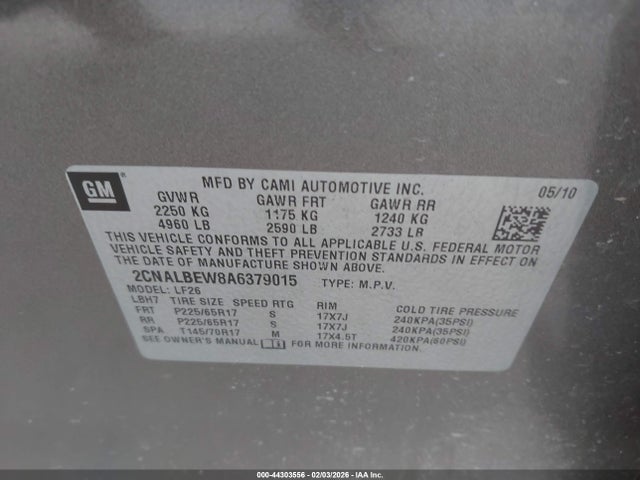 GM
MFD BY CAMI AUTOMOTIVE INC. 05/10
GVWR GAWR FRT GAWR RR
2250 KG 1175 KG 1240 KG
4960 LB 2590 LB 2733 LB
THIS VEHICLE CONFORMS TO ALL APPLICABLE U.S. FEDERAL MOTOR
VEHICLE SAFETY AND THEFT PREVENTION STANDARDS IN EFFECT ON
THE DATE OF MANUFACTURE SHOWN ABOVE.
2CNALBEW8A6379015 TYPE: M.P.V.
MODEL: LF26
LBH7 TIRE SIZE SPEED RTG RIM COLD TIRE PRESSURE
FRT P225/65R17 S 17X7J 240KPA(35PSI)
RR P225/65R17 S 17X7J 240KPA(35PSI)
SPA T145/70R17 M 17X4.5T 420KPA(60PSI)
SEE OWNER'S MANUAL FOR MORE INFORMATION.
000-44303556 - 02/03/2026 - IAA Inc.